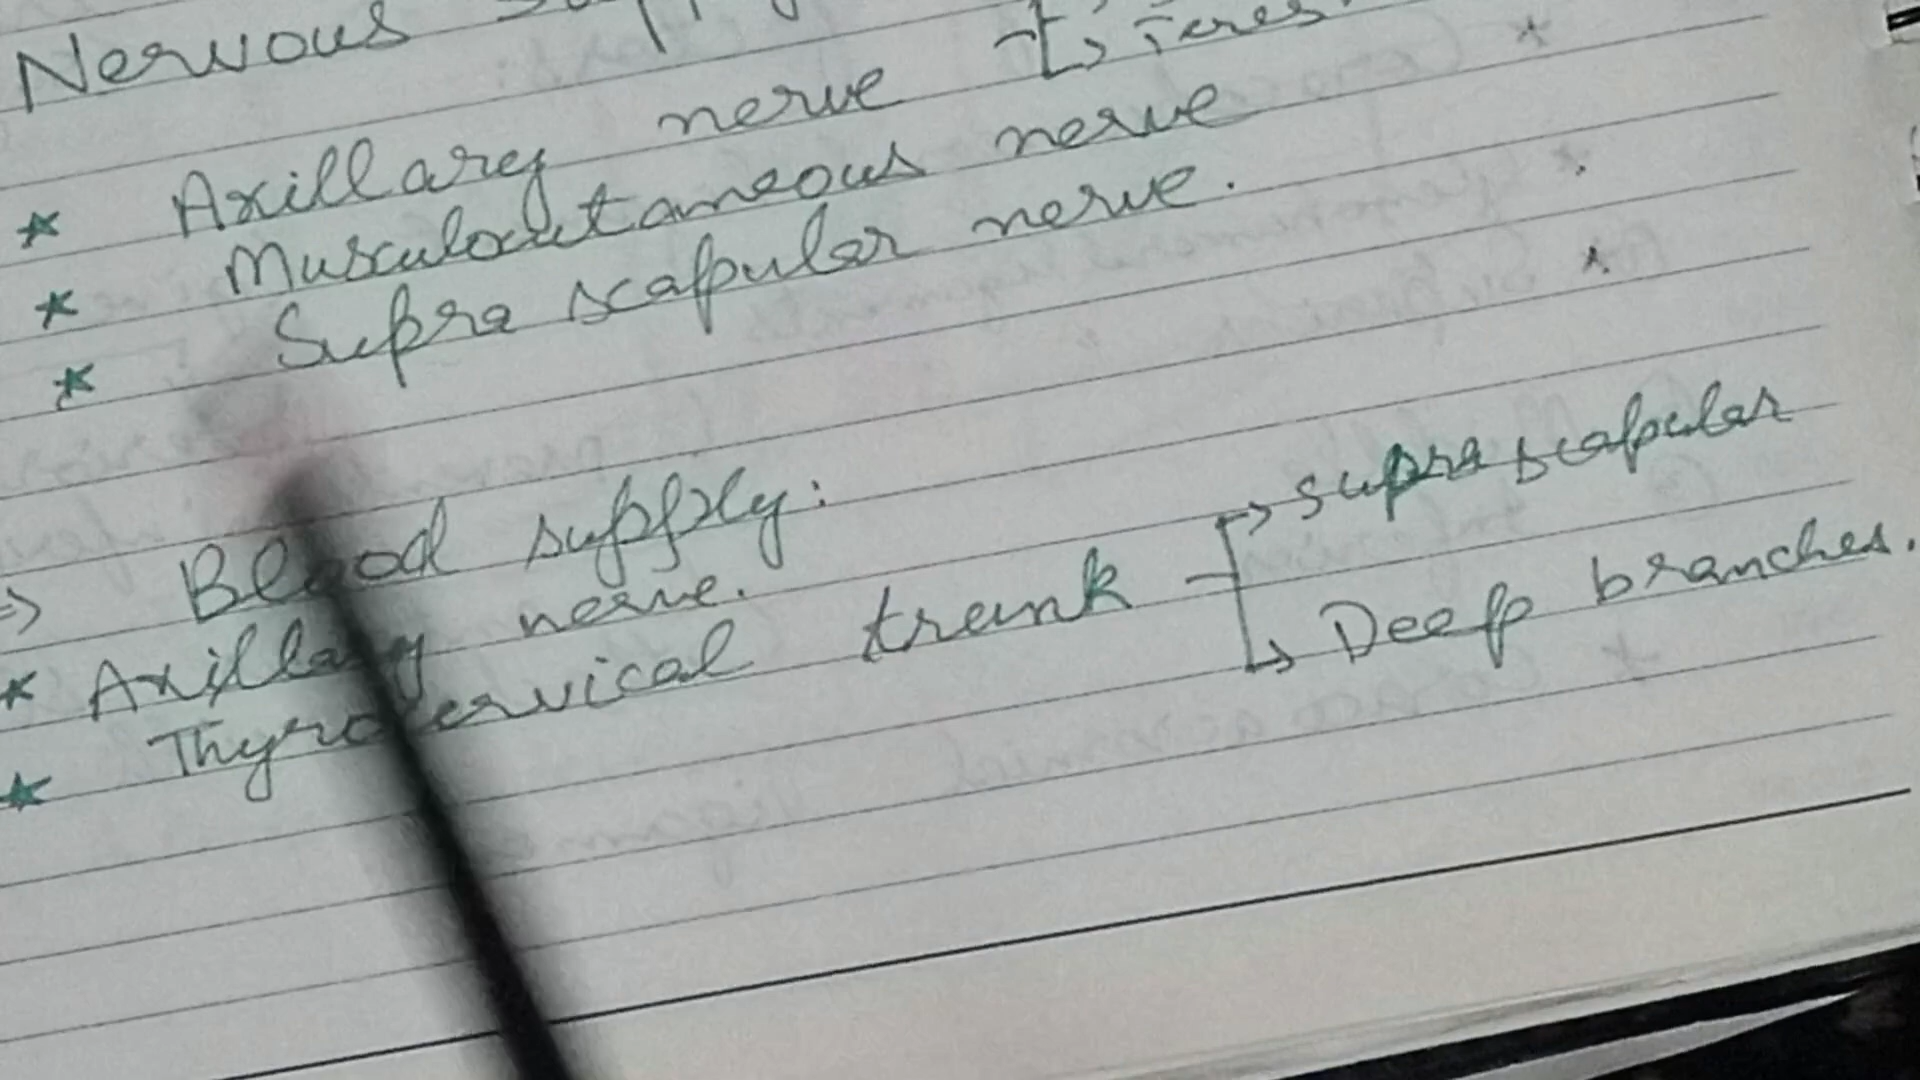 Nervous
Teres
* Axillary nerve
* Musculocutaneous nerve
* Supra scapular nerve.
=> Blood supply:
* Axillary nerve.
* Thyrocervical trunk
→ supra scapular
→ Deep branches.